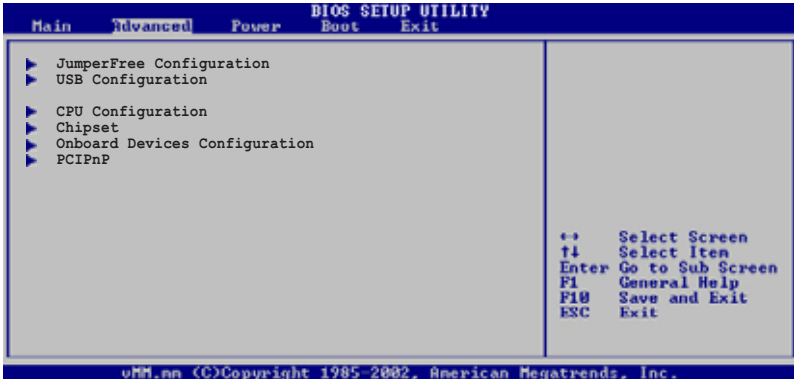 BIOS SETUP UTILITY
Main Advanced Power Boot Exit
JumperFree Configuration
USB Configuration
CPU Configuration
Chipset
Onboard Devices Configuration
PCIPnP
↔ Select Screen
↑↓ Select Item
Enter Go to Sub Screen
F1 General Help
F10 Save and Exit
ESC Exit
vMM.mm (C)Copyright 1985-2002, American Megatrends, Inc.